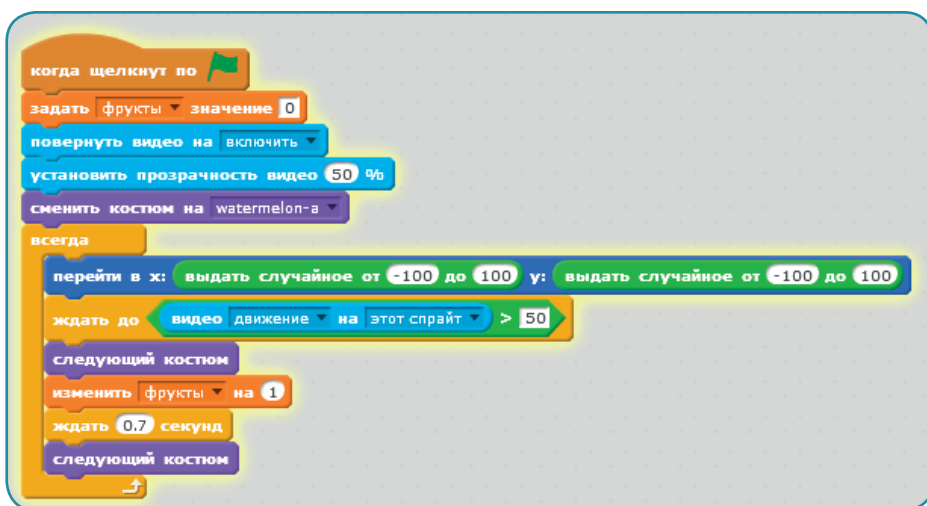 когда щелкнут по
задать фрукты значение 0
повернуть видео на включить
установить прозрачность видео 50 %
сменить костюм на watermelon-a
всегда
перейти в x: выдать случайное от -100 до 100 y: выдать случайное от -100 до 100
ждать до видео движение на этот спрайт > 50
следующий костюм
изменить фрукты на 1
ждать 0.7 секунд
следующий костюм